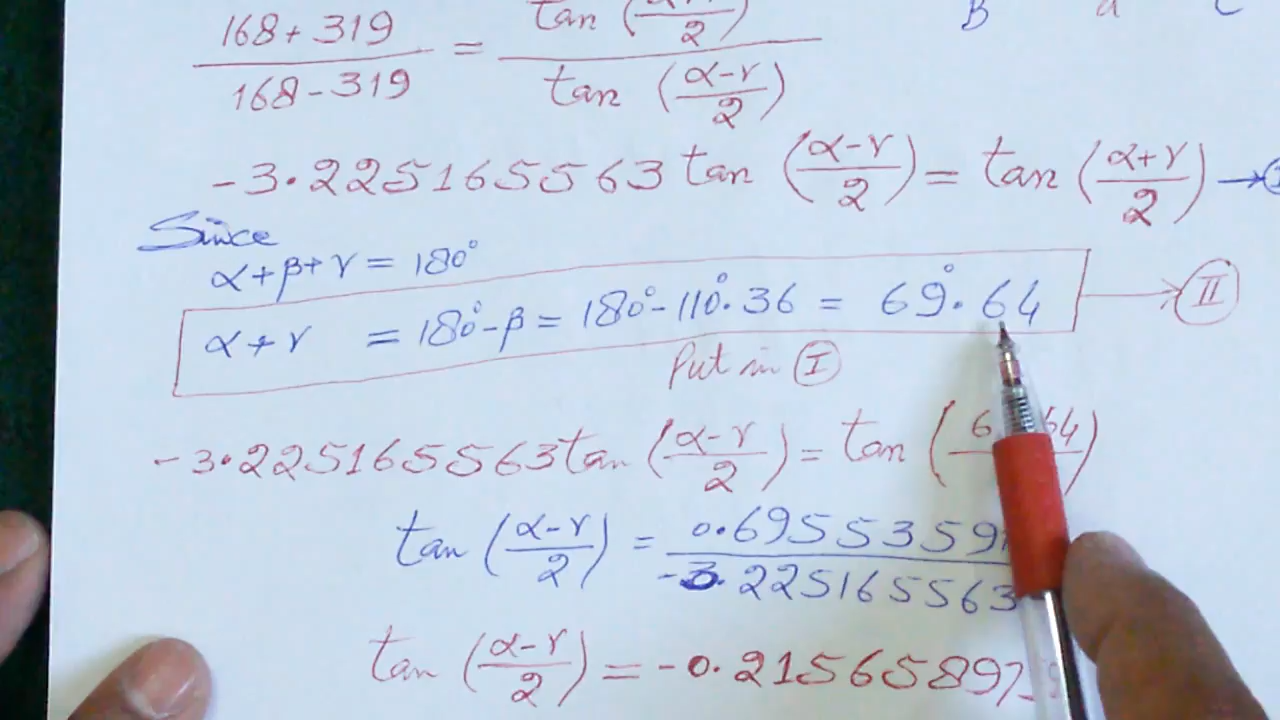 B a C
168 + 319 / 168 - 319 = tan (α+γ/2) / tan (α-γ/2)
-3.225165563 tan (α-γ/2) = tan (α+γ/2) → I
Since
α+β+γ = 180°
α+γ = 180°-β = 180°-110°.36 = 69°.64 → II
Put in I
-3.225165563 tan (α-γ/2) = tan (
tan (α-γ/2) = 0.6955359 / -3.225165563
tan (α-γ/2) = -0.21565897